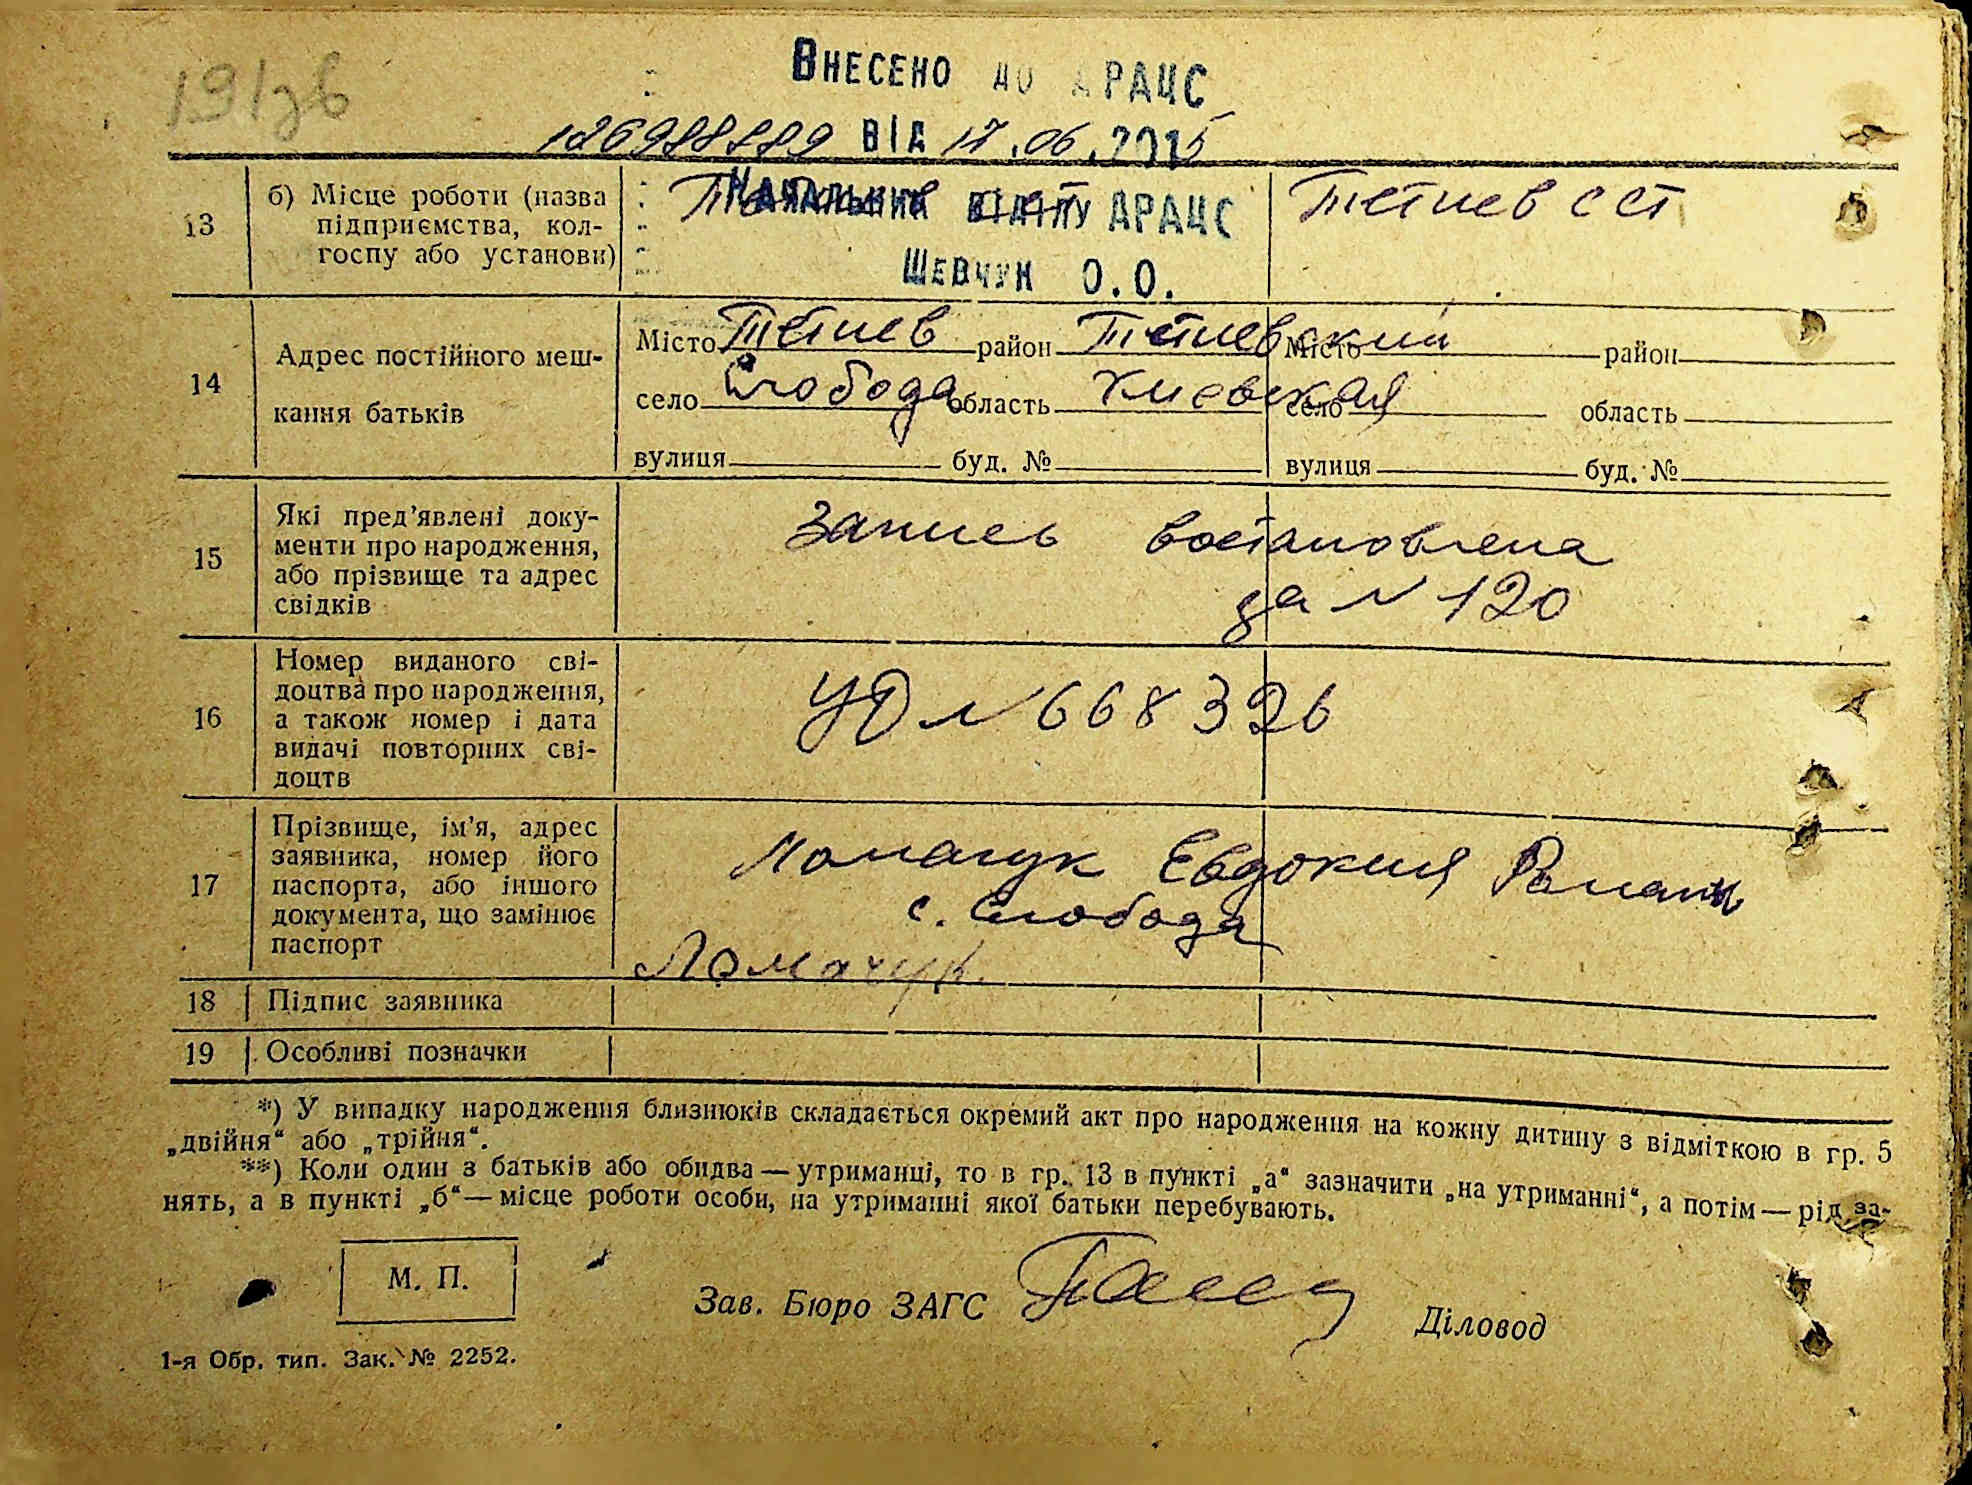 191зв
Внесено до ДРАЦС
126988889 від 17.06.2015
Начальник відділу ДРАЦС
Шевчук О.О.
13
б) Місце роботи (назва
підприємства, кол-
госпу або установи)
Тетиев с ст
14
Адрес постійного меш-
кання батьків
Місто Тетиев район Тетиевский Місто район
село Слобода область Киевская село область
вулиця буд. № вулиця буд. №
15
Які пред’явлені доку-
менти про народження,
або прізвище та адрес
свідків
Запись востановлена
за № 120
16
Номер виданого сві-
доцтва про народження,
а також номер і дата
видачі повторних сві-
доцтв
УО № 668326
17
Прізвище, ім’я, адрес
заявника, номер його
паспорта, або іншого
документа, що замінює
паспорт
Ломачук Евдокия Роман
с. Слобода
Ломачук.
18 Підпис заявника
19 Особливі позначки
*) У випадку народження близнюків складається окремий акт про народження на кожну дитину з відміткою в гр. 5
„двійня“ або „трійня“.
**) Коли один з батьків або обидва — утриманці, то в гр. 13 в пункті „а“ зазначити „на утриманні“, а потім — рід за-
нять, а в пункті „б“ — місце роботи особи, на утриманні якої батьки перебувають.
М. П.
Зав. Бюро ЗАГС
Діловод
1-я Обр. тип. Зак. № 2252.